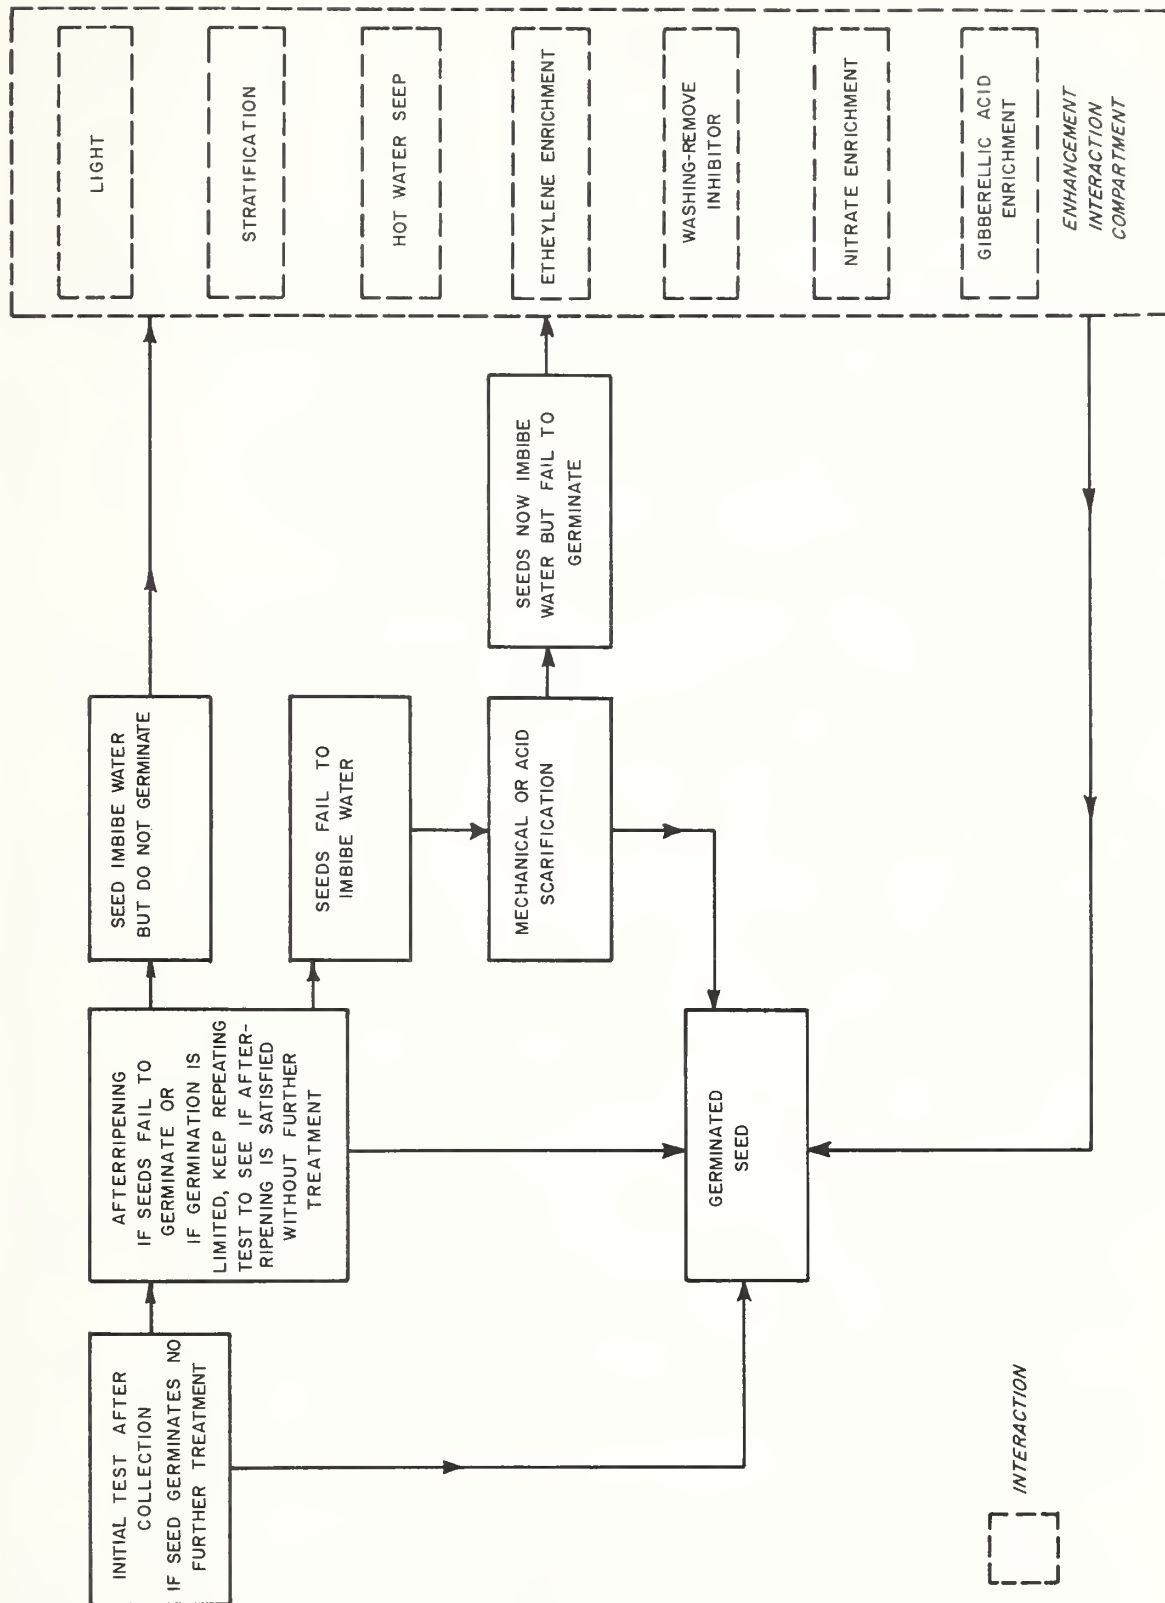 INITIAL TEST AFTER
COLLECTION
IF SEED GERMINATES NO
FURTHER TREATMENT
AFTERRIPENING
IF SEEDS FAIL TO
GERMINATE OR
IF GERMINATION IS
LIMITED, KEEP REPEATING
TEST TO SEE IF AFTER-
RIPENING IS SATISFIED
WITHOUT FURTHER
TREATMENT
SEED IMBIBE WATER
BUT DO NOT GERMINATE
SEEDS FAIL TO
IMBIBE WATER
MECHANICAL OR ACID
SCARIFICATION
SEEDS NOW IMBIBE
WATER BUT FAIL TO
GERMINATE
GERMINATED
SEED
LIGHT
STRATIFICATION
HOT WATER SEEP
ETHEYLENE ENRICHMENT
WASHING-REMOVE
INHIBITOR
NITRATE ENRICHMENT
GIBBERELLIC ACID
ENRICHMENT
ENHANCEMENT
INTERACTION
COMPARTMENT
INTERACTION